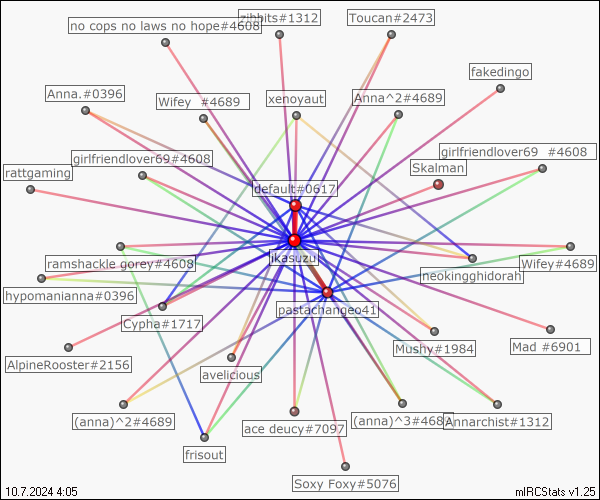 Toucan#2473
zibbits#1312
no cops no laws no hope#4608
fakedingo
Anna.#0396
Wifey  #4689
xenoyaut
Anna^2#4689
girlfriendlover69#4608
girlfriendlover69  #4608
rattgaming
Skalman
default#0617
ikasuzu
ramshackle gorey#4608
neokingghidorah
Wifey#4689
hypomanianna#0396
pastachangeo41
Cypha#1717
AlpineRooster#2156
Mushy#1984
Mad #6901
avelicious
(anna)^2#4689
ace deucy#7097
(anna)^3#4689
Annarchist#1312
frisout
Soxy Foxy#5076
10.7.2024 4:05
mIRCStats v1.25